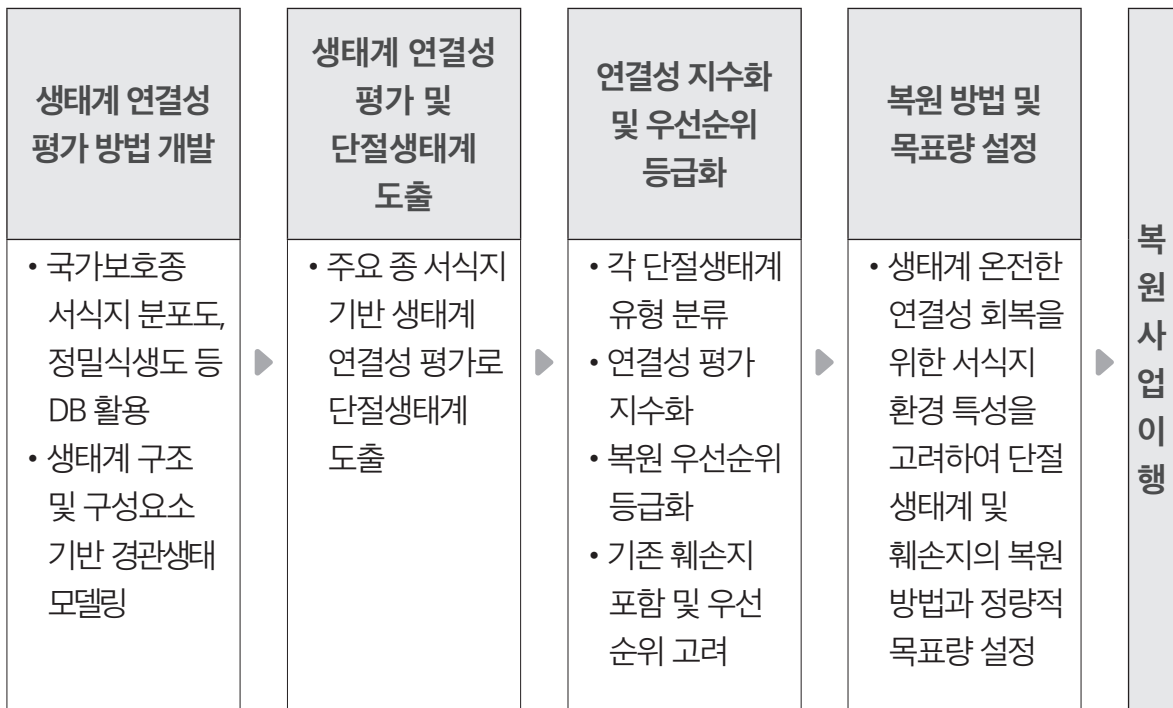 생태계 연결성
평가 방법 개발
• 국가보호종
서식지 분포도,
정밀식생도 등
DB 활용
• 생태계 구조
및 구성요소
기반 경관생태
모델링
생태계 연결성
평가 및
단절생태계
도출
• 주요 종 서식지
기반 생태계
연결성 평가로
단절생태계
도출
연결성 지수화
및 우선순위
등급화
• 각 단절생태계
유형 분류
• 연결성 평가
지수화
• 복원 우선순위
등급화
• 기존 훼손지
포함 및 우선
순위 고려
복원 방법 및
목표량 설정
• 생태계 온전한
연결성 회복을
위한 서식지
환경 특성을
고려하여 단절
생태계 및
훼손지의 복원
방법과 정량적
목표량 설정
복
원
사
업
이
행